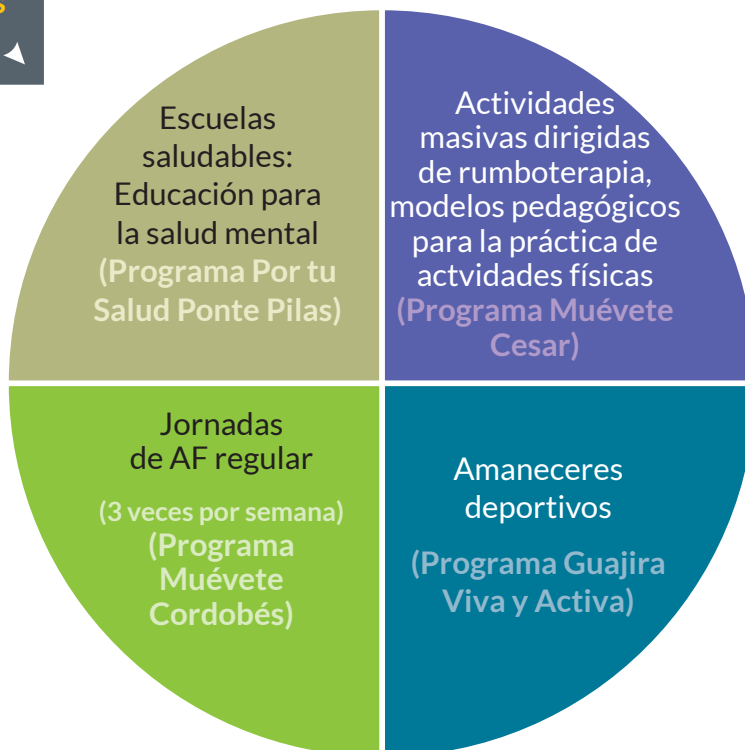 Escuelas
saludables:
Educación para
la salud mental
(Programa Por tu
Salud Ponte Pilas)
Actividades
masivas dirigidas
de rumboterapia,
modelos pedagógicos
para la práctica de
actvidades físicas
(Programa Muévete
Cesar)
Jornadas
de AF regular
(3 veces por semana)
(Programa
Muévete
Cordobés)
Amaneceres
deportivos
(Programa Guajira
Viva y Activa)